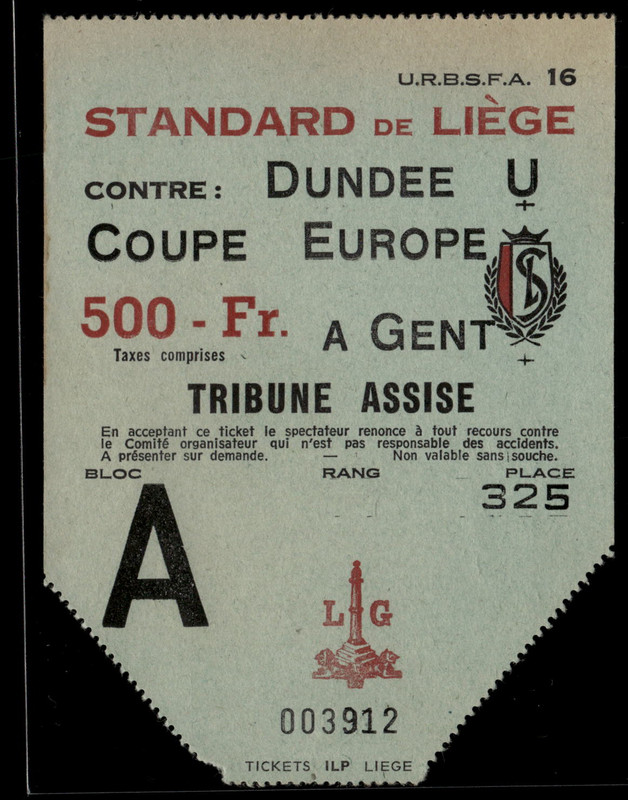 U.R.B.S.F.A. 16
STANDARD DE LIÈGE
CONTRE: DUNDEE U
COUPE EUROPE
500 - Fr. A GENT
Taxes comprises
TRIBUNE ASSISE
En acceptant ce ticket le spectateur renonce à tout recours contre
le Comité organisateur qui n'est pas responsable des accidents.
A présenter sur demande. — Non valable sans souche.
BLOC RANG PLACE
325
A
L G
003912
TICKETS ILP LIEGE